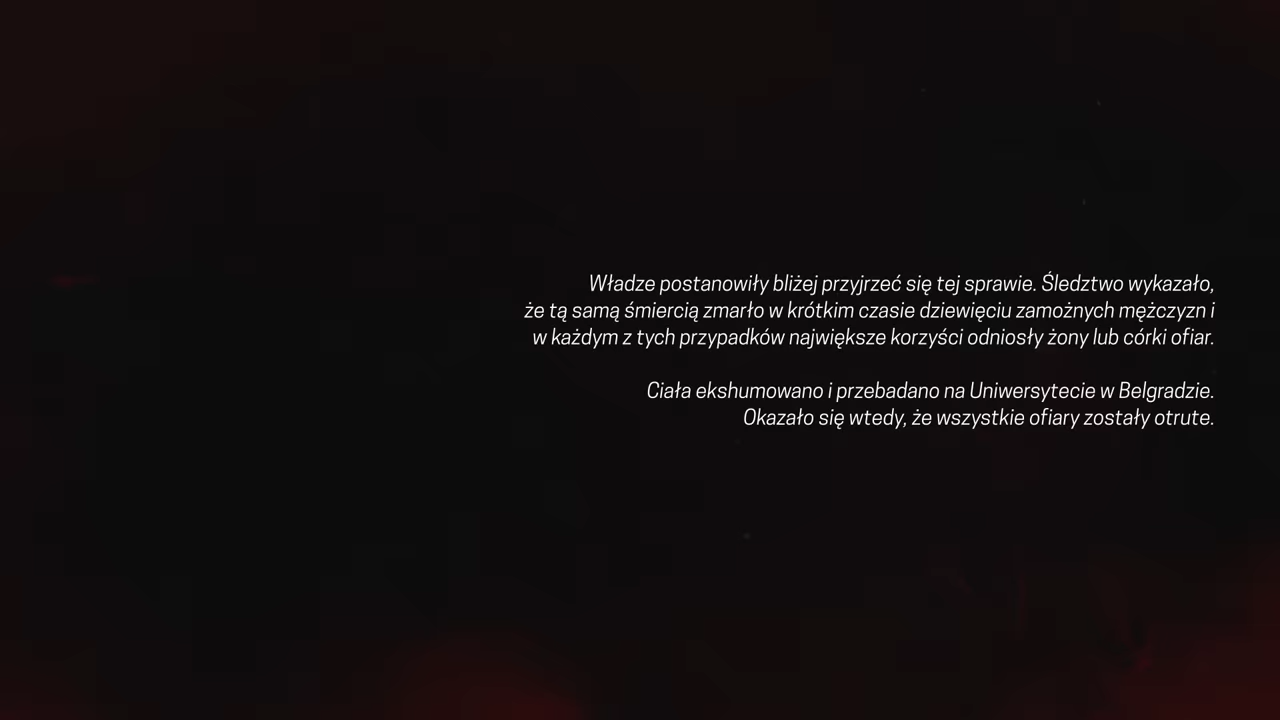 Władze postanowiły bliżej przyjrzeć się tej sprawie. Śledztwo wykazało,
że tą samą śmiercią zmarło w krótkim czasie dziewięciu zamożnych mężczyzn i
w każdym z tych przypadków największe korzyści odniosły żony lub córki ofiar.
Ciała ekshumowano i przebadano na Uniwersytecie w Belgradzie.
Okazało się wtedy, że wszystkie ofiary zostały otrute.